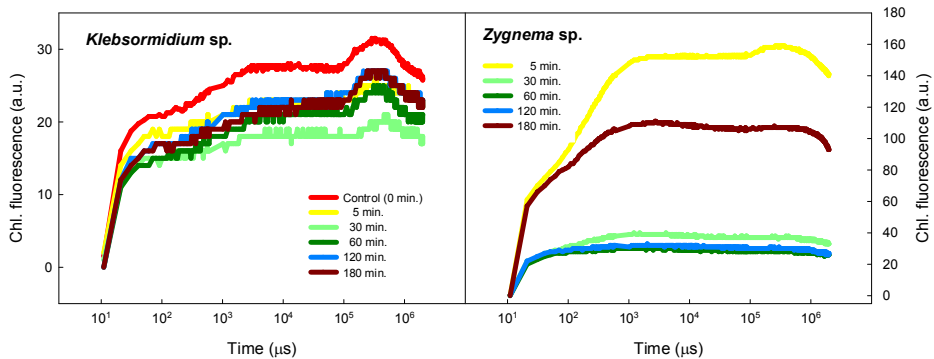 Klebsormidium sp.
Chl. fluorescence (a.u.)
30
20
10
0
Control (0 min.)
5 min.
30 min.
60 min.
120 min.
180 min.
10¹ 10² 10³ 10⁴ 10⁵ 10⁶
Time (µs)
Zygnema sp.
5 min.
30 min.
60 min.
120 min.
180 min.
180
160
140
120
100
80
60
40
20
0
Chl. fluorescence (a.u.)
10¹ 10² 10³ 10⁴ 10⁵ 10⁶
Time (µs)